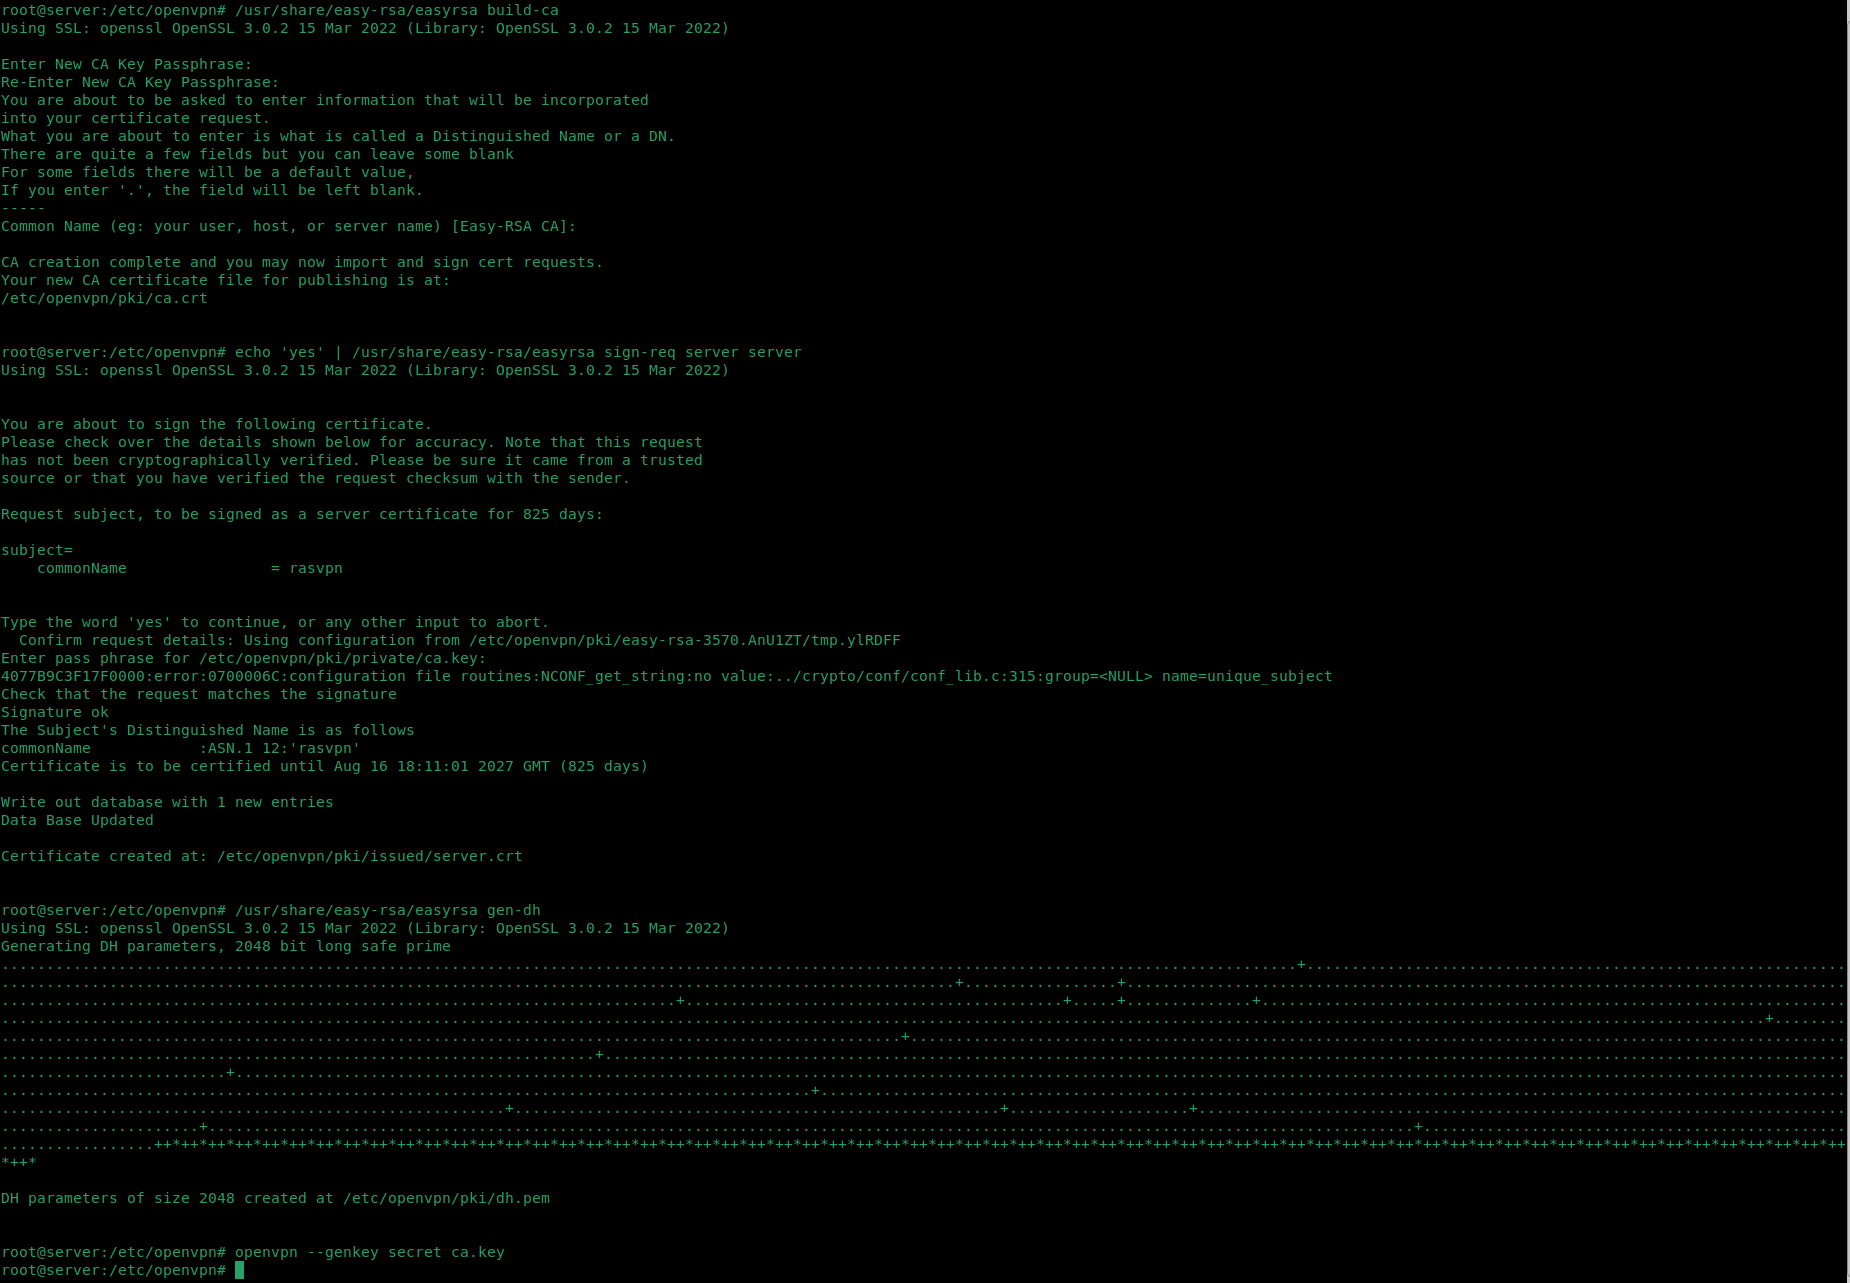 root@server:/etc/openvpn# /usr/share/easy-rsa/easyrsa build-ca
Using SSL: openssl OpenSSL 3.0.2 15 Mar 2022 (Library: OpenSSL 3.0.2 15 Mar 2022)
Enter New CA Key Passphrase:
Re-Enter New CA Key Passphrase:
You are about to be asked to enter information that will be incorporated
into your certificate request.
What you are about to enter is what is called a Distinguished Name or a DN.
There are quite a few fields but you can leave some blank
For some fields there will be a default value,
If you enter '.', the field will be left blank.
-----
Common Name (eg: your user, host, or server name) [Easy-RSA CA]:
CA creation complete and you may now import and sign cert requests.
Your new CA certificate file for publishing is at:
/etc/openvpn/pki/ca.crt
root@server:/etc/openvpn# echo 'yes' | /usr/share/easy-rsa/easyrsa sign-req server server
Using SSL: openssl OpenSSL 3.0.2 15 Mar 2022 (Library: OpenSSL 3.0.2 15 Mar 2022)
You are about to sign the following certificate.
Please check over the details shown below for accuracy. Note that this request
has not been cryptographically verified. Please be sure it came from a trusted
source or that you have verified the request checksum with the sender.
Request subject, to be signed as a server certificate for 825 days:
subject=
    commonName                = rasvpn
Type the word 'yes' to continue, or any other input to abort.
  Confirm request details: Using configuration from /etc/openvpn/pki/easy-rsa-3570.AnU1ZT/tmp.ylRDFF
Enter pass phrase for /etc/openvpn/pki/private/ca.key:
4077B9C3F17F0000:error:0700006C:configuration file routines:NCONF_get_string:no value:../crypto/conf/conf_lib.c:315:group=<NULL> name=unique_subject
Check that the request matches the signature
Signature ok
The Subject's Distinguished Name is as follows
commonName            :ASN.1 12:'rasvpn'
Certificate is to be certified until Aug 16 18:11:01 2027 GMT (825 days)
Write out database with 1 new entries
Data Base Updated
Certificate created at: /etc/openvpn/pki/issued/server.crt
root@server:/etc/openvpn# /usr/share/easy-rsa/easyrsa gen-dh
Using SSL: openssl OpenSSL 3.0.2 15 Mar 2022 (Library: OpenSSL 3.0.2 15 Mar 2022)
Generating DH parameters, 2048 bit long safe prime
................................................................................................................................................+............................................................
..........................................................................................................+.................+................................................................................
...........................................................................+..........................................+.....+..............+.................................................................
....................................................................................................................................................................................................+........
....................................................................................................+........................................................................................................
..................................................................+..........................................................................................................................................
.........................+...................................................................................................................................................................................
..........................................................................................+..................................................................................................................
........................................................+......................................................+....................+........................................................................
......................+......................................................................................................................................+...............................................
.................++*++*++*++*++*++*++*++*++*++*++*++*++*++*++*++*++*++*++*++*++*++*++*++*++*++*++*++*++*++*++*++*++*++*++*++*++*++*++*++*++*++*++*++*++*++*++*++*++*++*++*++*++*++*++*++*++*++*++*++*++*++*++
*++*
DH parameters of size 2048 created at /etc/openvpn/pki/dh.pem
root@server:/etc/openvpn# openvpn --genkey secret ca.key
root@server:/etc/openvpn#